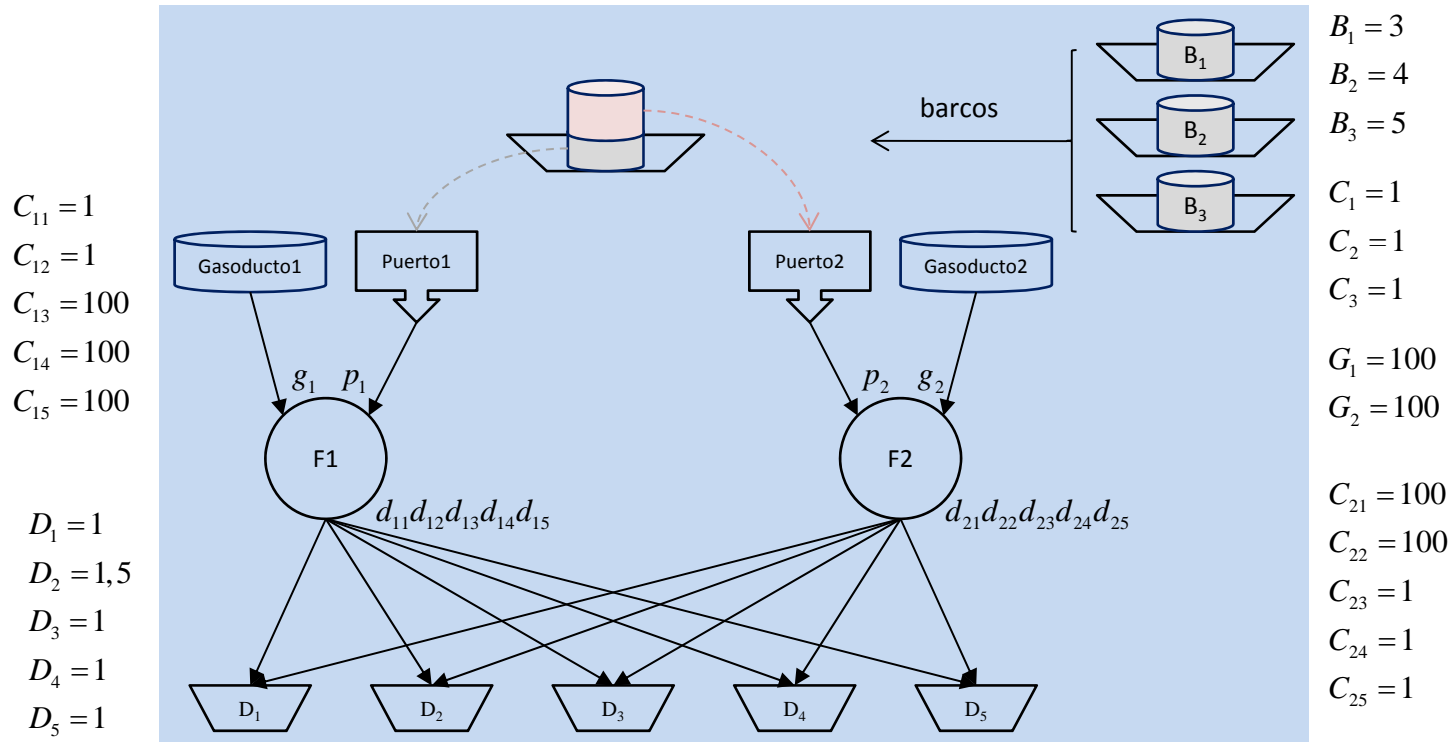 B₁ = 3
B₂ = 4
B₃ = 5
C₁ = 1
C₂ = 1
C₃ = 1
G₁ = 100
G₂ = 100
C₂₁ = 100
C₂₂ = 100
C₂₃ = 1
C₂₄ = 1
C₂₅ = 1
C₁₁ = 1
C₁₂ = 1
C₁₃ = 100
C₁₄ = 100
C₁₅ = 100
D₁ = 1
D₂ = 1,5
D₃ = 1
D₄ = 1
D₅ = 1
barcos
B₁
B₂
B₃
Gasoducto1
Puerto1
Puerto2
Gasoducto2
g₁ p₁
p₂ g₂
F1
F2
d₁₁d₁₂d₁₃d₁₄d₁₅
d₂₁d₂₂d₂₃d₂₄d₂₅
D₁
D₂
D₃
D₄
D₅